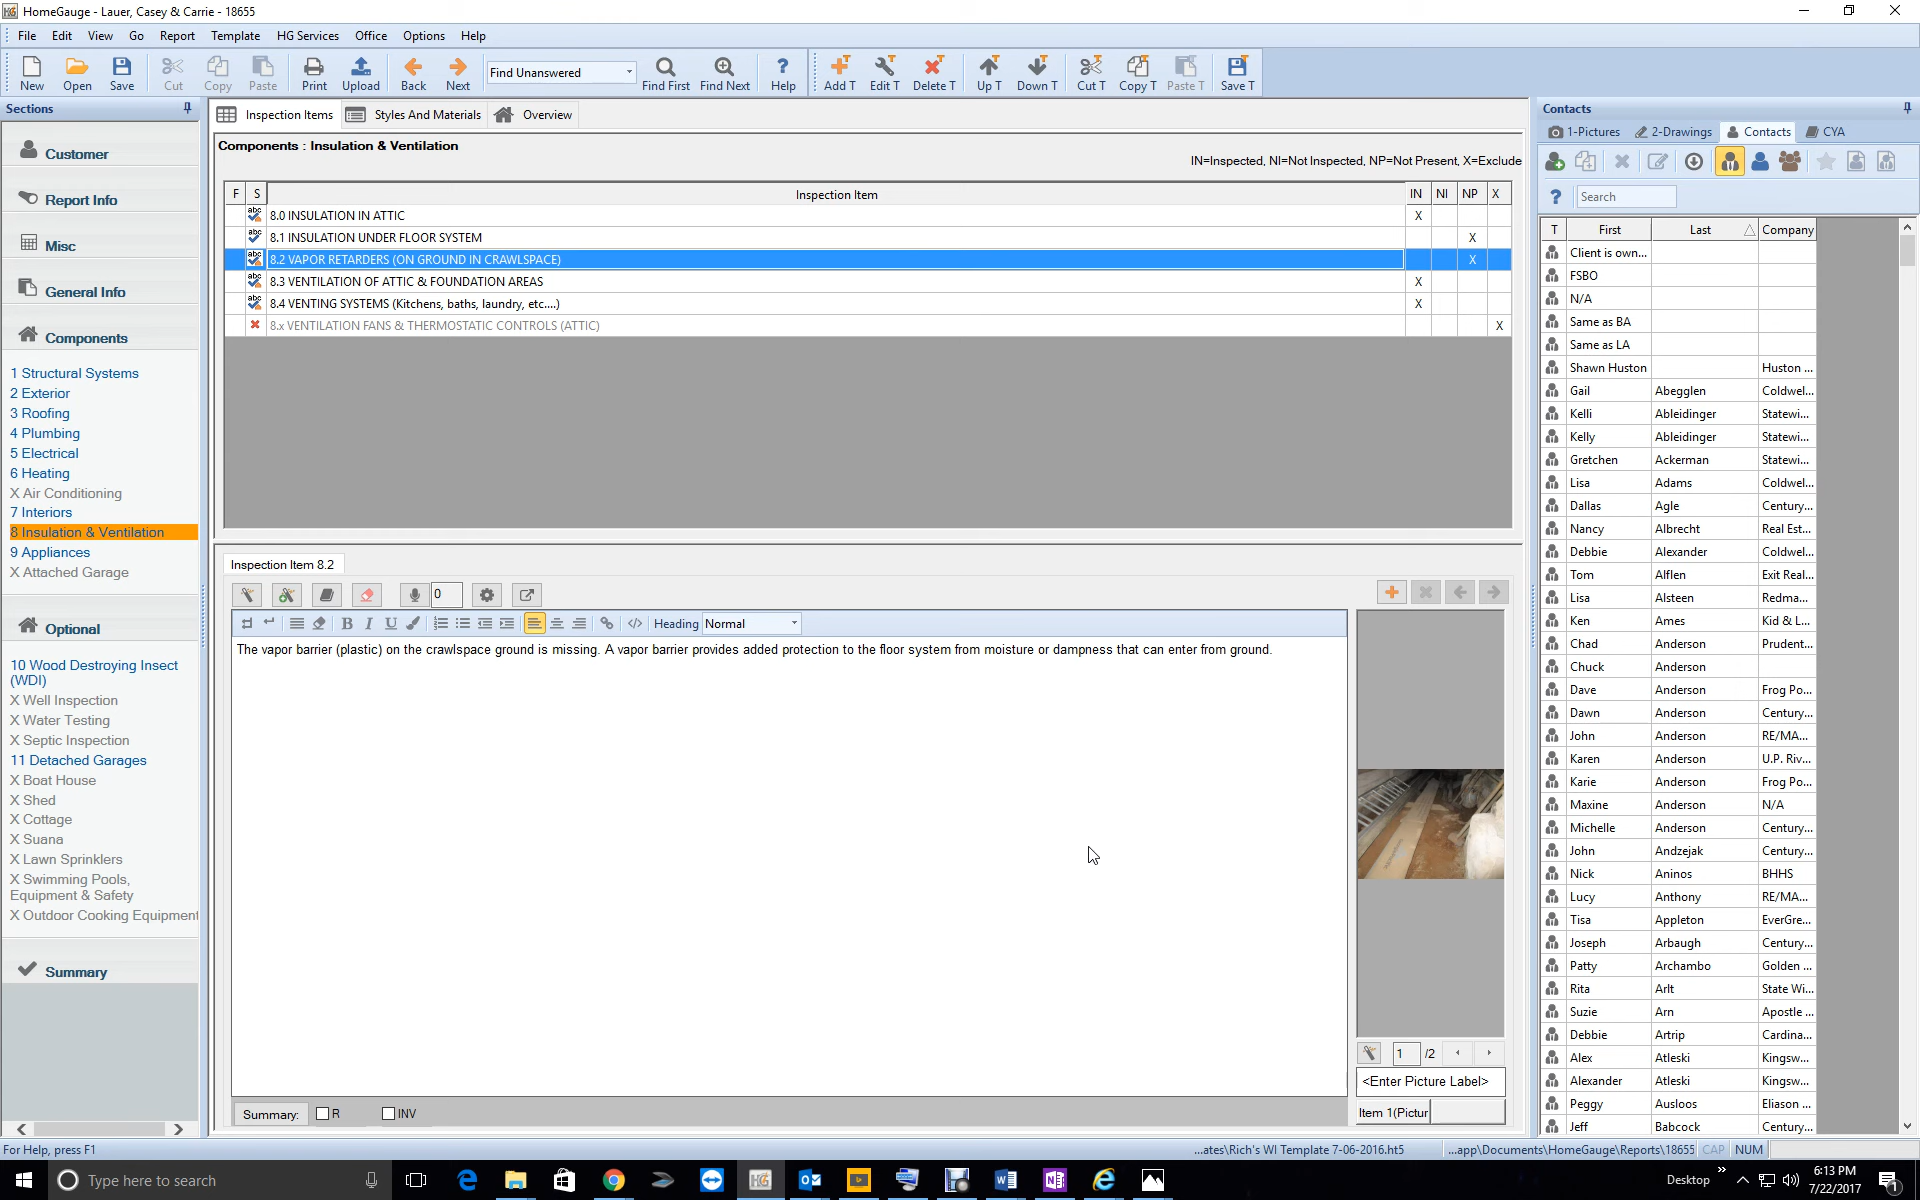 HomeGauge - Lauer, Casey & Carrie - 18655
File Edit View Go Report Template HG Services Office Options Help
New Open Save Cut Copy Paste Print Upload Back Next Find Unanswered Find First Find Next Help Add T Edit T Delete T Up T Down T Cut T Copy T Paste T Save T
Sections
Customer
Report Info
Misc
General Info
Components
1 Structural Systems
2 Exterior
3 Roofing
4 Plumbing
5 Electrical
6 Heating
X Air Conditioning
7 Interiors
8 Insulation & Ventilation
9 Appliances
X Attached Garage
Optional
10 Wood Destroying Insect
(WDI)
X Well Inspection
X Water Testing
X Septic Inspection
11 Detached Garages
X Boat House
X Shed
X Cottage
X Suana
X Lawn Sprinklers
X Swimming Pools,
Equipment & Safety
X Outdoor Cooking Equipment
Summary
Inspection Items Styles And Materials Overview
Components : Insulation & Ventilation
IN=Inspected, NI=Not Inspected, NP=Not Present, X=Exclude
F S Inspection Item IN NI NP X
abc 8.0 INSULATION IN ATTIC X
abc 8.1 INSULATION UNDER FLOOR SYSTEM X
abc 8.2 VAPOR RETARDERS (ON GROUND IN CRAWLSPACE) X
abc 8.3 VENTILATION OF ATTIC & FOUNDATION AREAS X
abc 8.4 VENTING SYSTEMS (Kitchens, baths, laundry, etc....) X
8.x VENTILATION FANS & THERMOSTATIC CONTROLS (ATTIC) X
Inspection Item 8.2
0
B I U Heading Normal
The vapor barrier (plastic) on the crawlspace ground is missing. A vapor barrier provides added protection to the floor system from moisture or dampness that can enter from ground.
1 /2
<Enter Picture Label>
Item 1(Pictur
Summary: R INV
Contacts
1-Pictures 2-Drawings Contacts CYA
? Search
T First Last Company
Client is own...
FSBO
N/A
Same as BA
Same as LA
Shawn Huston Huston ...
Gail Abegglen Coldwel...
Kelli Ableidinger Statewi...
Kelly Ableidinger Statewi...
Gretchen Ackerman Statewi...
Lisa Adams Coldwel...
Dallas Agle Century...
Nancy Albrecht Real Est...
Debbie Alexander Coldwel...
Tom Alflen Exit Real...
Lisa Alsteen Redma...
Ken Ames Kid & L...
Chad Anderson Prudent...
Chuck Anderson
Dave Anderson Frog Po...
Dawn Anderson Century...
John Anderson RE/MA...
Karen Anderson U.P. Riv...
Karie Anderson Frog Po...
Maxine Anderson N/A
Michelle Anderson Century...
John Andzejak Century...
Nick Aninos BHHS
Lucy Anthony RE/MA...
Tisa Appleton EverGre...
Joseph Arbaugh Century...
Patty Archambo Golden ...
Rita Arlt State Wi...
Suzie Arn Apostle ...
Debbie Artrip Cardina...
Alex Atleski Kingsw...
Alexander Atleski Kingsw...
Peggy Ausloos Eliason ...
Jeff Babcock Century...
For Help, press F1
...ates\Rich's WI Template 7-06-2016.ht5 ...app\Documents\HomeGauge\Reports\18655 CAP NUM
Type here to search
Desktop
6:13 PM
7/22/2017
1